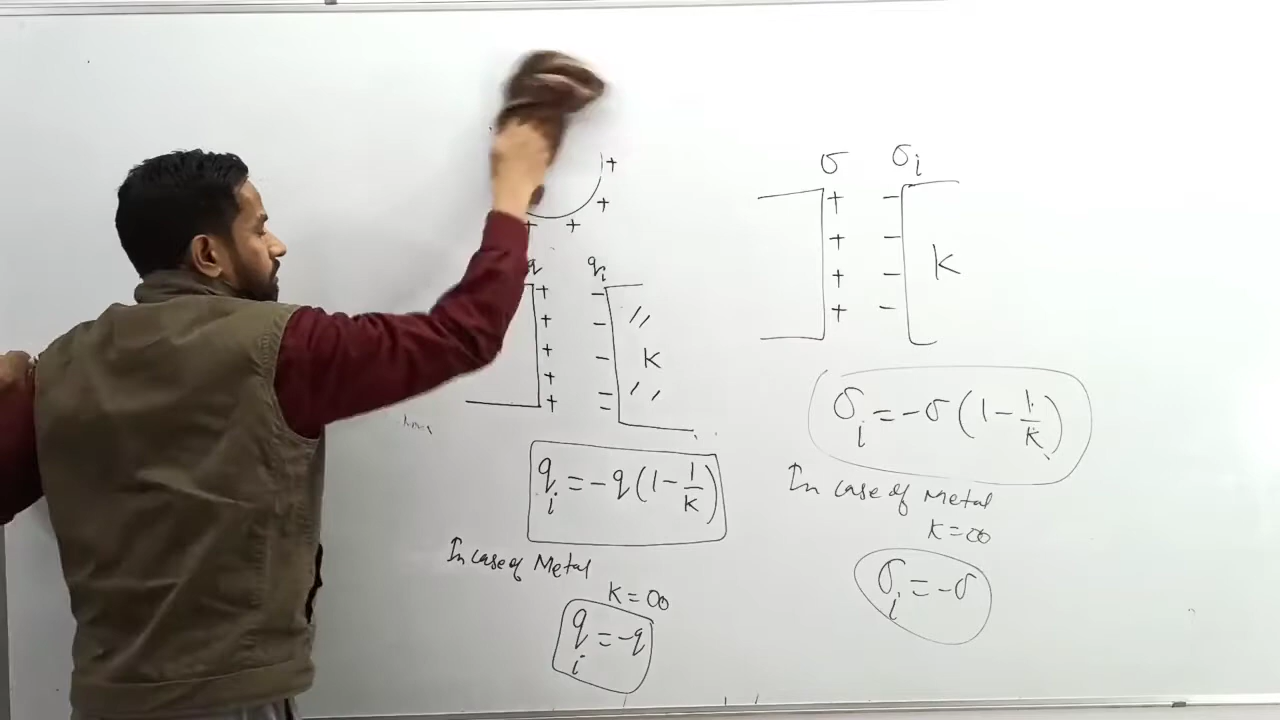 +
+
+ +
q qᵢ
+ −
+ −
+ − K
+
+ −
−
qᵢ = −q(1 − 1/K)
In case of Metal
K = ∞
qᵢ = −q
σ σᵢ
+ −
+ −
+ − K
+ −
σᵢ = −σ(1 − 1/K)
In case of Metal
K = ∞
σᵢ = −σ